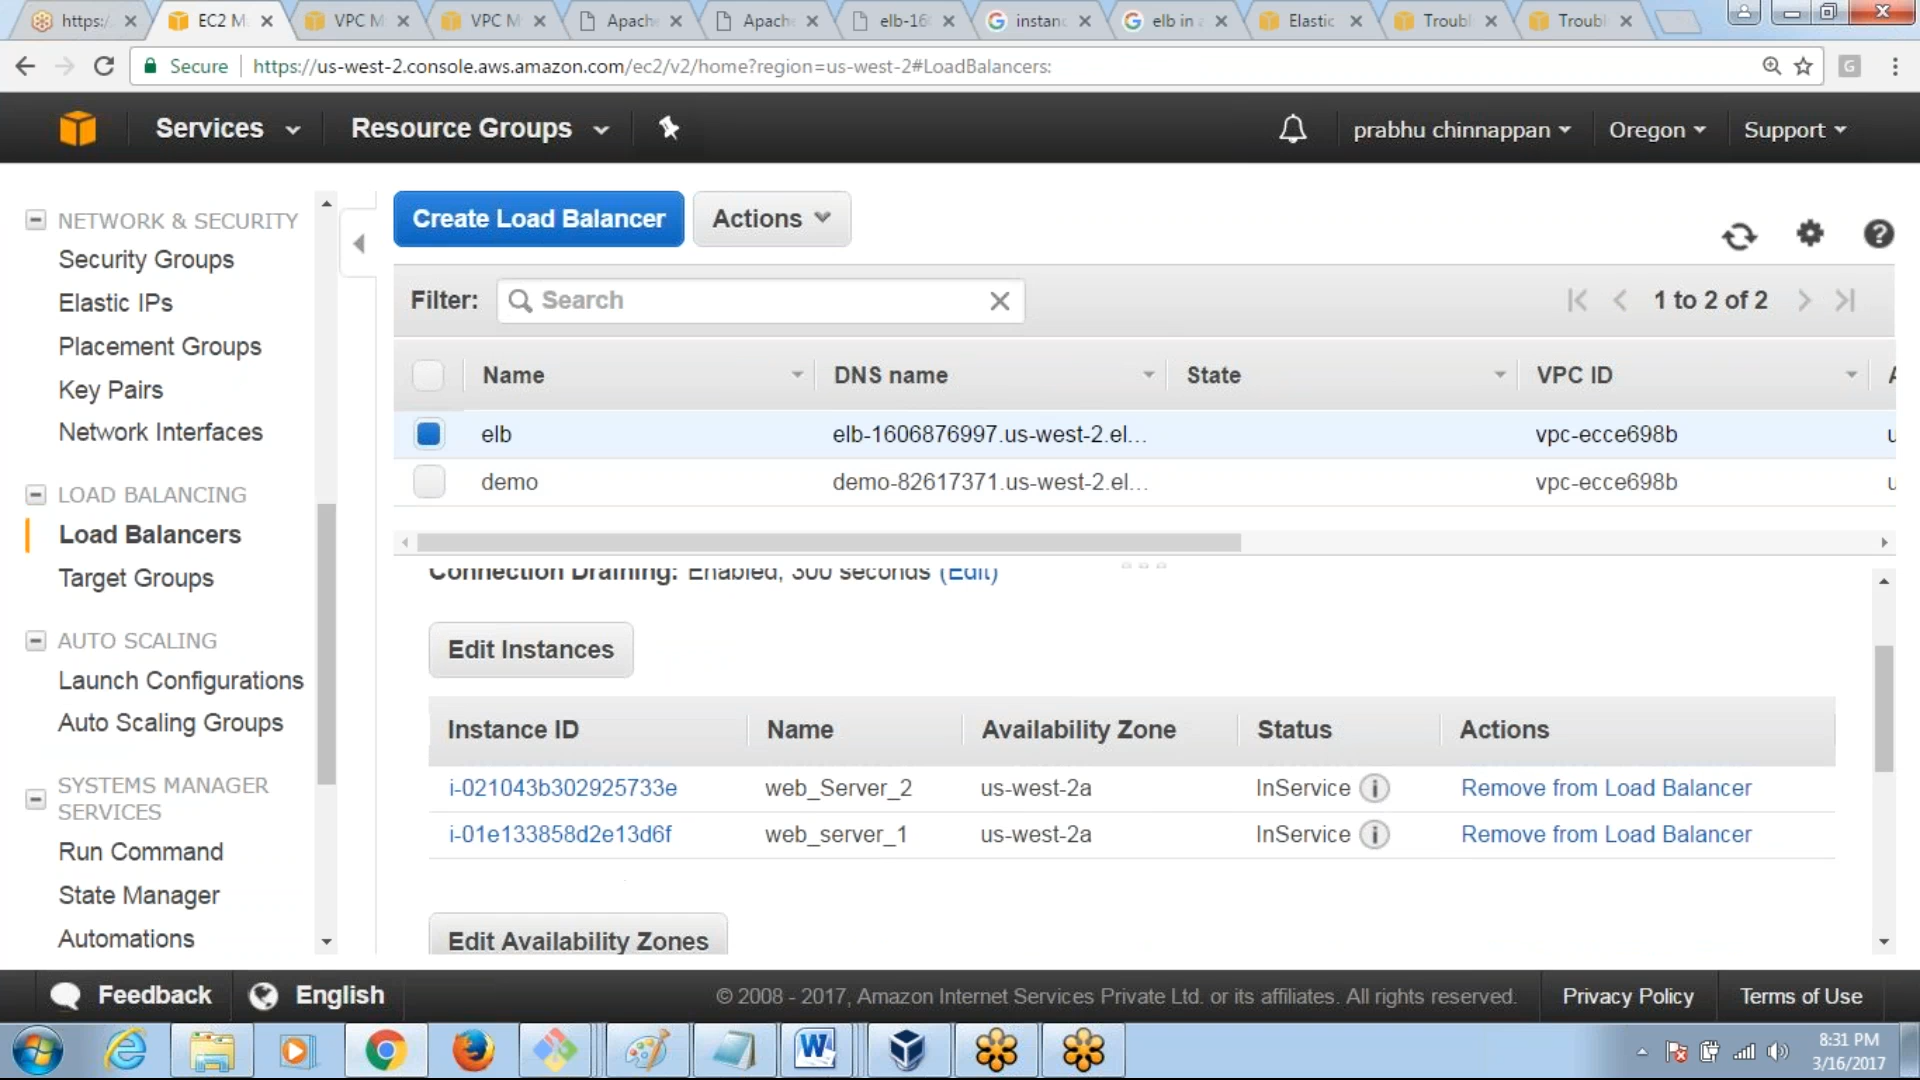 https:/
EC2 M
VPC M
VPC M
Apache
Apache
elb-160
instanc
elb in a
Elastic
Troubl
Troubl
Secure
https://us-west-2.console.aws.amazon.com/ec2/v2/home?region=us-west-2#LoadBalancers:
Services
Resource Groups
prabhu chinnappan
Oregon
Support
NETWORK & SECURITY
Security Groups
Elastic IPs
Placement Groups
Key Pairs
Network Interfaces
LOAD BALANCING
Load Balancers
Target Groups
AUTO SCALING
Launch Configurations
Auto Scaling Groups
SYSTEMS MANAGER
SERVICES
Run Command
State Manager
Automations
Create Load Balancer
Actions
Filter:
Search
1 to 2 of 2
Name DNS name State VPC ID A
elb elb-1606876997.us-west-2.el... vpc-ecce698b u
demo demo-82617371.us-west-2.el... vpc-ecce698b u
Connection Draining: Enabled, 300 seconds (Edit)
Edit Instances
Instance ID Name Availability Zone Status Actions
i-021043b302925733e web_Server_2 us-west-2a InService i Remove from Load Balancer
i-01e133858d2e13d6f web_server_1 us-west-2a InService i Remove from Load Balancer
Edit Availability Zones
Feedback
English
© 2008 - 2017, Amazon Internet Services Private Ltd. or its affiliates. All rights reserved.
Privacy Policy
Terms of Use
8:31 PM
3/16/2017